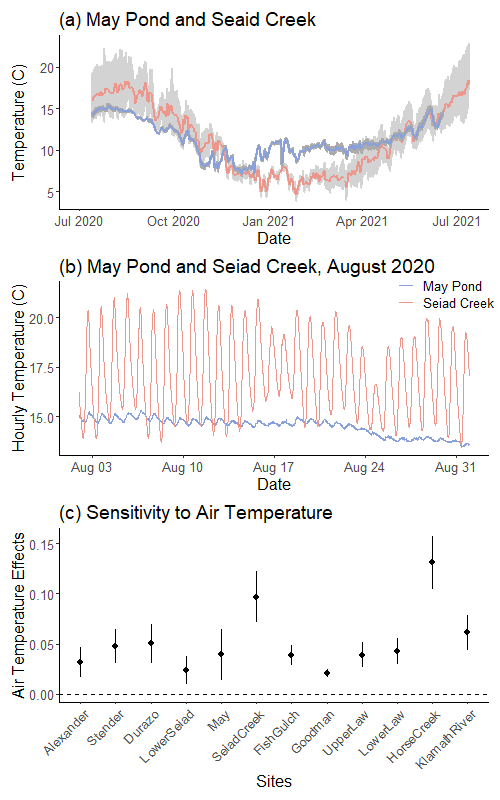 (a) May Pond and Seaid Creek
Temperature (C)
20
15
10
5
Jul 2020
Oct 2020
Jan 2021
Apr 2021
Jul 2021
Date
(b) May Pond and Seiad Creek, August 2020
May Pond
Seiad Creek
Hourly Temperature (C)
20.0
17.5
15.0
Aug 03
Aug 10
Aug 17
Aug 24
Aug 31
Date
(c) Sensitivity to Air Temperature
Air Temperature Effects
0.15
0.10
0.05
0.00
Alexander
Stender
Durazo
LowerSeiad
May
SeiadCreek
FishGulch
Goodman
UpperLaw
LowerLaw
HorseCreek
KlamathRiver
Sites